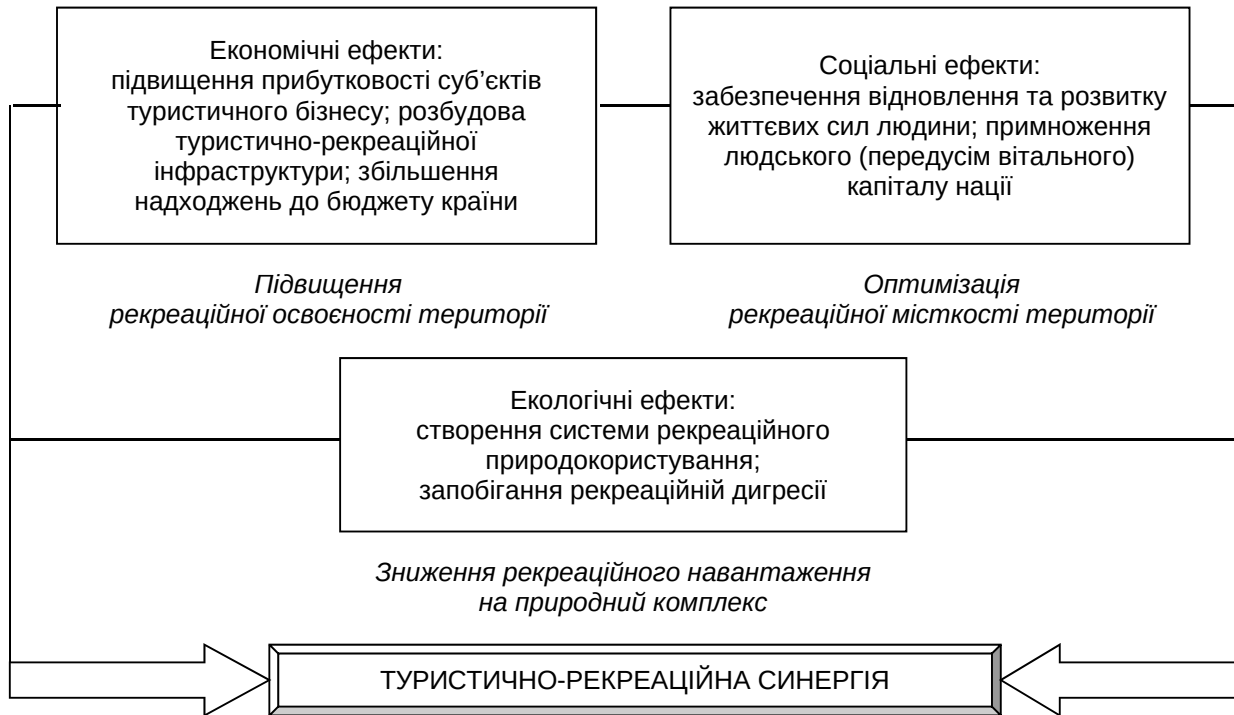 Економічні ефекти:
підвищення прибутковості суб’єктів
туристичного бізнесу; розбудова
туристично-рекреаційної
інфраструктури; збільшення
надходжень до бюджету країни
Соціальні ефекти:
забезпечення відновлення та розвитку
життєвих сил людини; примноження
людського (передусім вітального)
капіталу нації
Підвищення
рекреаційної освоєності території
Оптимізація
рекреаційної місткості території
Екологічні ефекти:
створення системи рекреаційного
природокористування;
запобігання рекреаційній дигресії
Зниження рекреаційного навантаження
на природний комплекс
ТУРИСТИЧНО-РЕКРЕАЦІЙНА СИНЕРГІЯ